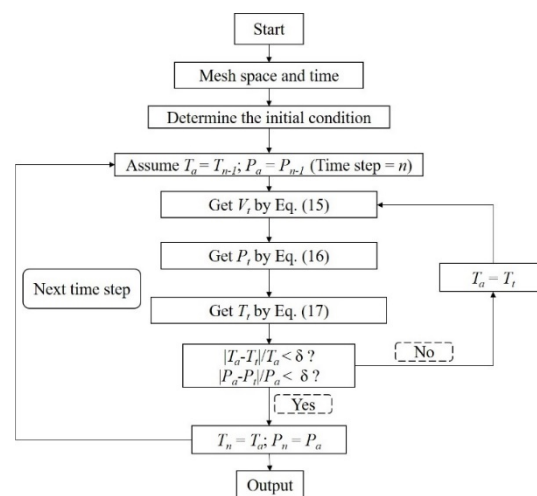 Start
Mesh space and time
Determine the initial condition
Assume Tₐ = Tₙ₋₁; Pₐ = Pₙ₋₁ (Time step = n)
Get Vₜ by Eq. (15)
Get Pₜ by Eq. (16)
Tₐ = Tₜ
Next time step
Get Tₜ by Eq. (17)
|Tₐ-Tₜ|/Tₐ < δ ?
|Pₐ-Pₜ|/Pₐ < δ ?
No
Yes
Tₙ = Tₐ; Pₙ = Pₐ
Output